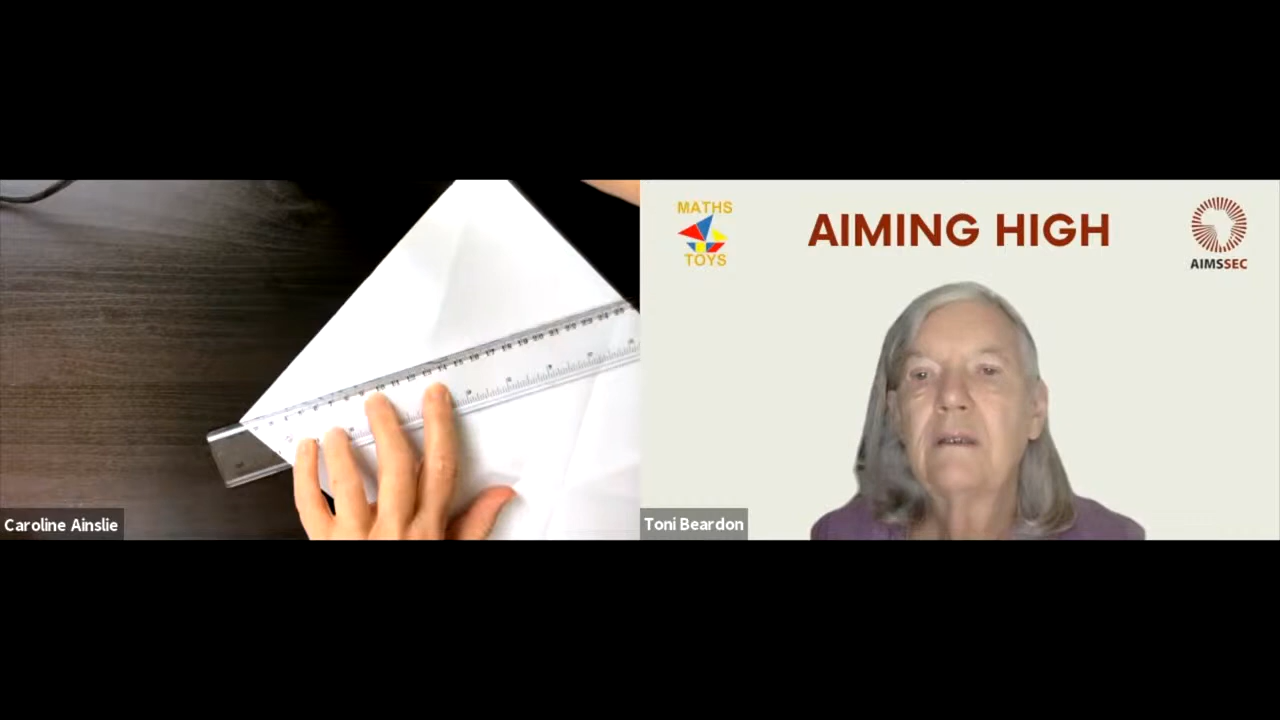 MATHS
TOYS
AIMING HIGH
AIMSSEC
Caroline Ainslie
Toni Beardon